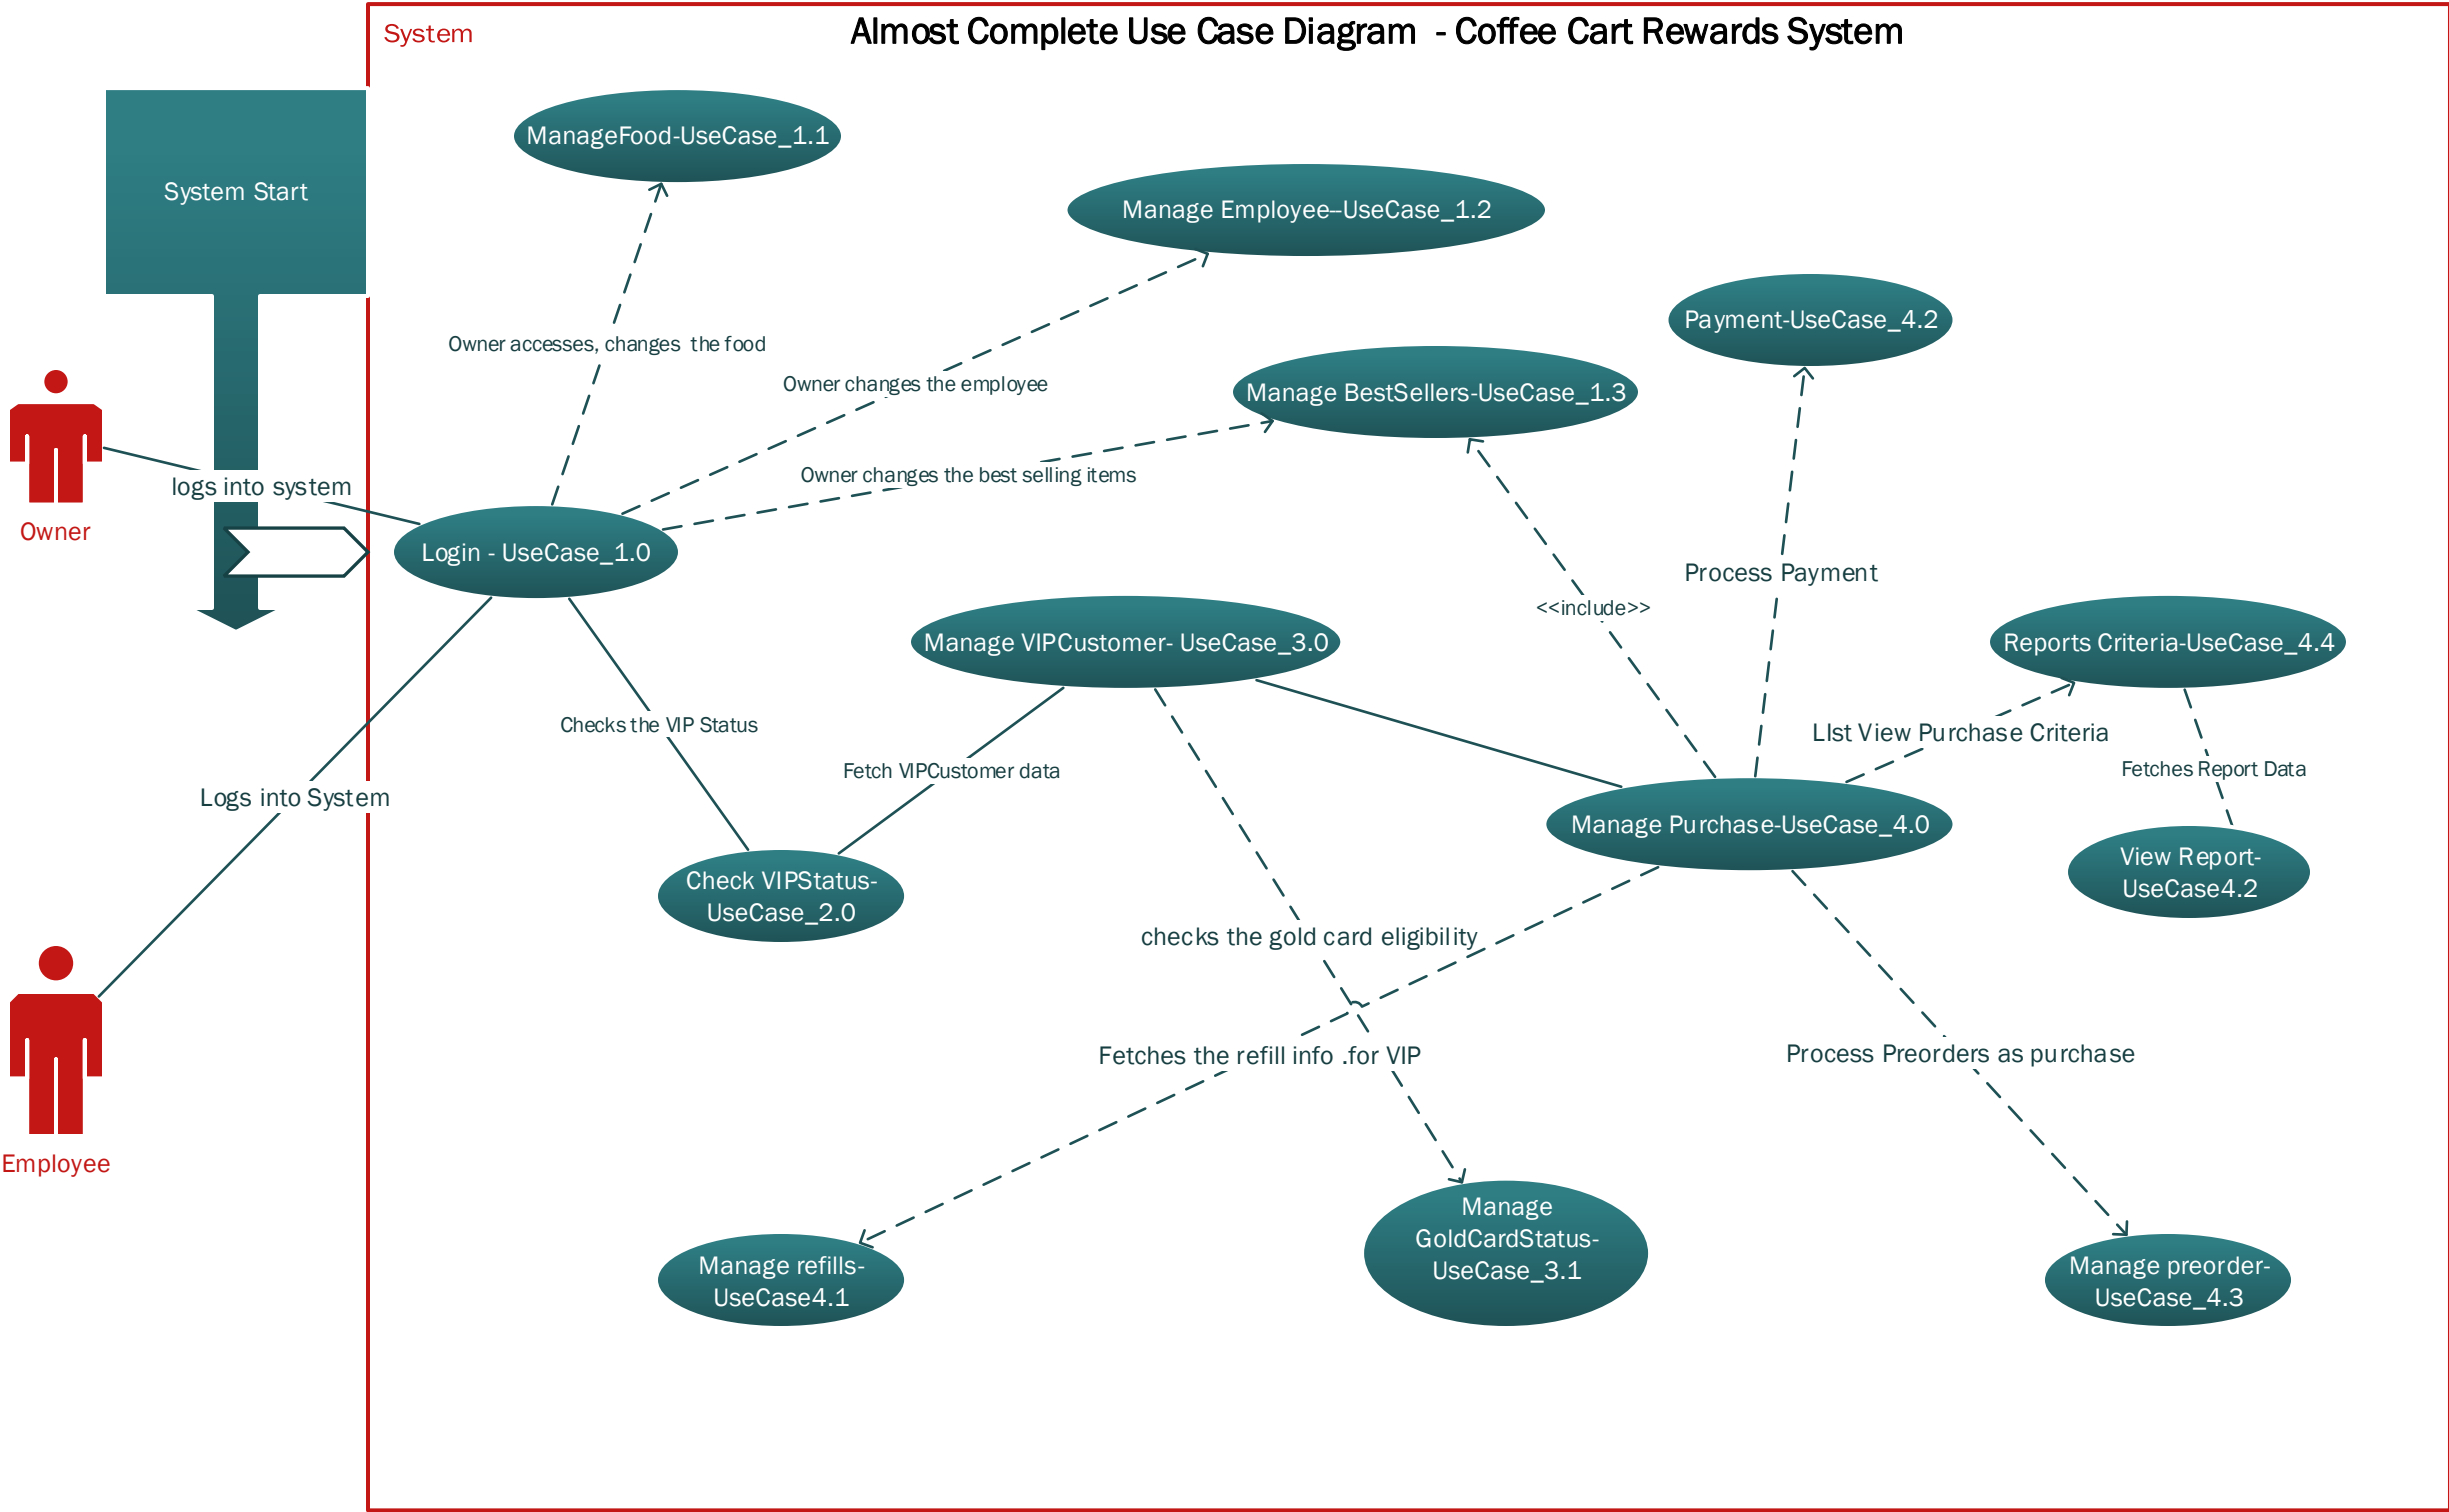 System
Almost Complete Use Case Diagram - Coffee Cart Rewards System
ManageFood-UseCase_1.1
System Start
Manage Employee--UseCase_1.2
Payment-UseCase_4.2
Owner accesses, changes the food
Owner changes the employee
Manage BestSellers-UseCase_1.3
Owner changes the best selling items
logs into system
Owner
Login - UseCase_1.0
Process Payment
<<include>>
Manage VIPCustomer- UseCase_3.0
Reports Criteria-UseCase_4.4
Checks the VIP Status
LIst View Purchase Criteria
Fetch VIPCustomer data
Fetches Report Data
Logs into System
Manage Purchase-UseCase_4.0
View Report-
UseCase4.2
Check VIPStatus-
UseCase_2.0
checks the gold card eligibility
Fetches the refill info .for VIP
Process Preorders as purchase
Employee
Manage
GoldCardStatus-
UseCase_3.1
Manage refills-
UseCase4.1
Manage preorder-
UseCase_4.3